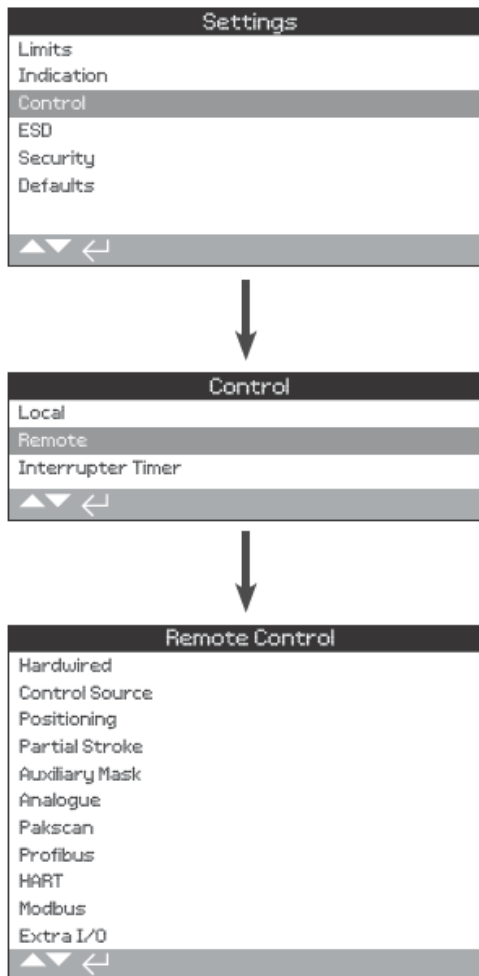 Settings
Limits
Indication
Control
ESD
Security
Defaults
Control
Local
Remote
Interrupter Timer
Remote Control
Hardwired
Control Source
Positioning
Partial Stroke
Auxiliary Mask
Analogue
Pakscan
Profibus
HART
Modbus
Extra I/O